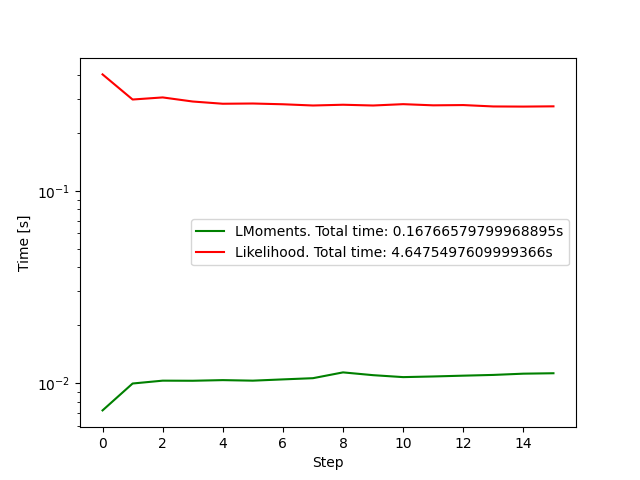 Time [s]
10⁻¹
10⁻²
LMoments. Total time: 0.16766579799968895s
Likelihood. Total time: 4.6475497609999366s
0 2 4 6 8 10 12 14
Step